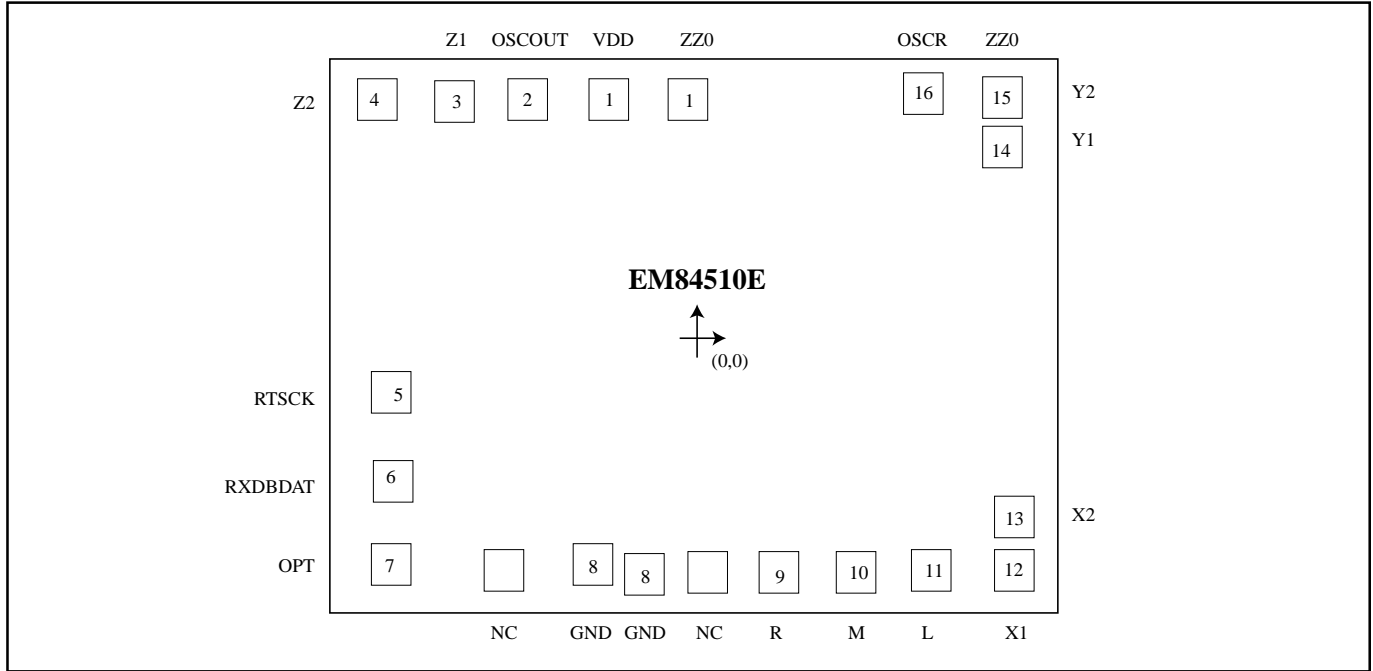 Z1 OSCOUT VDD ZZ0 OSCR ZZ0
Z2 4 3 2 1 1 16 15 Y2
14 Y1
EM84510E
(0,0)
RTSCK 5
RXDBDAT 6
13 X2
OPT 7 8 8 9 10 11 12
NC GND GND NC R M L X1